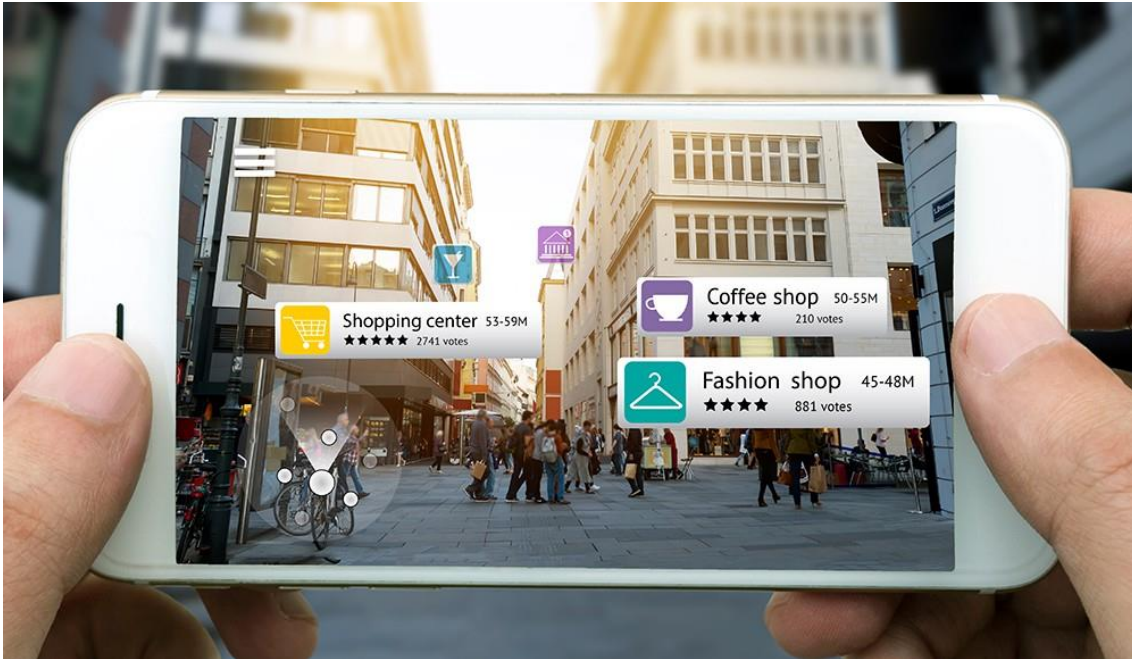 Shopping center 53-59M
★★★★★ 2741 votes
Coffee shop 50-55M
★★★★ 210 votes
Fashion shop 45-48M
★★★★ 881 votes